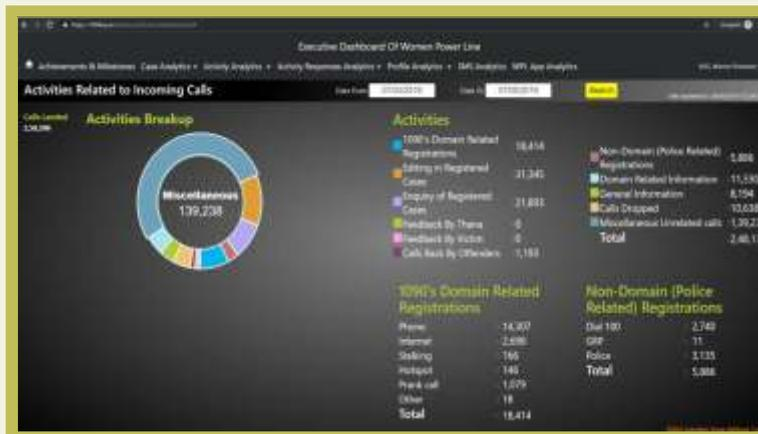 Executive Dashboard Of Women Power Line
Achievements & Milestones Case Analytics Activity Analytics Activity Responses Analytics Profile Analytics SMS Analytics WPL App Analytics
Activities Related to Incoming Calls
Date From
Date To
Search
Calls Landed
Activities Breakup
Miscellaneous
139,238
Activities
1090's Domain Related Registrations 18,414
Editing in Registered Cases 31,345
Enquiry of Registered Cases
Feedback By Thana 0
Feedback By Victim 0
Calls Back By Offenders 1,193
Non-Domain (Police Related) Registrations 5,886
Domain Related Information
General Information 8,194
Calls Dropped 10,638
Miscellaneous Unrelated calls
Total
1090's Domain Related
Registrations
Phone 14,307
Internet 2,698
Stalking 166
Hotspot 146
Prank call 1,079
Other 18
Total 18,414
Non-Domain (Police
Related) Registrations
Dial 100 2,740
GRP 11
Police 3,135
Total 5,886